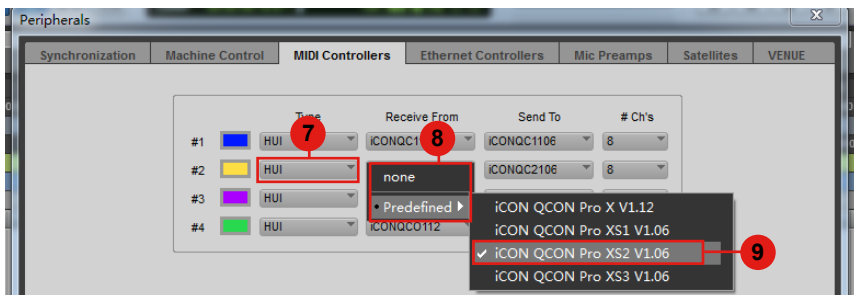 Peripherals
Synchronization Machine Control MIDI Controllers Ethernet Controllers Mic Preamps Satellites VENUE
Type Receive From Send To # Ch's
#1 HUI iCONQC1 iCONQC1106 8
7
8
#2 HUI iCONQC2106 8
none
#3 HUI
• Predefined
#4 HUI iCONQCO112
iCON QCON Pro X V1.12
iCON QCON Pro XS1 V1.06
✓ iCON QCON Pro XS2 V1.06
9
iCON QCON Pro XS3 V1.06